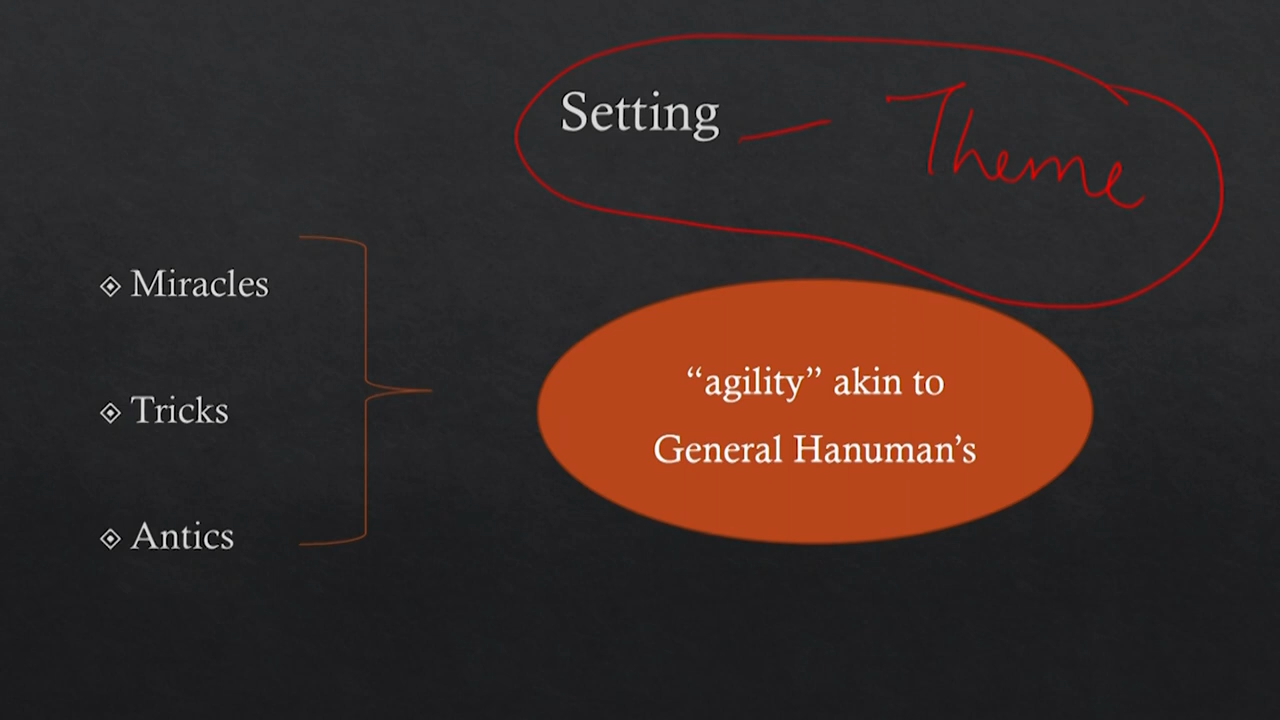 Setting — Theme
Miracles
Tricks
Antics
“agility” akin to
General Hanuman’s